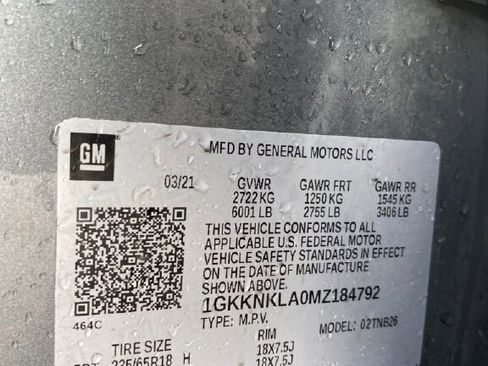 GM
MFD BY GENERAL MOTORS LLC
03/21 GVWR GAWR FRT GAWR RR
2722 KG 1250 KG 1545 KG
6001 LB 2755 LB 3406 LB
THIS VEHICLE CONFORMS TO ALL
APPLICABLE U.S. FEDERAL MOTOR
VEHICLE SAFETY STANDARDS IN EFFECT
ON THE DATE OF MANUFACTURE
SHOWN ABOVE.
1GKKNKLA0MZ184792
464C
TYPE: M.P.V. MODEL: 02TNB26
TIRE SIZE RIM
235/65R18 H 18X7.5J
18X7.5J